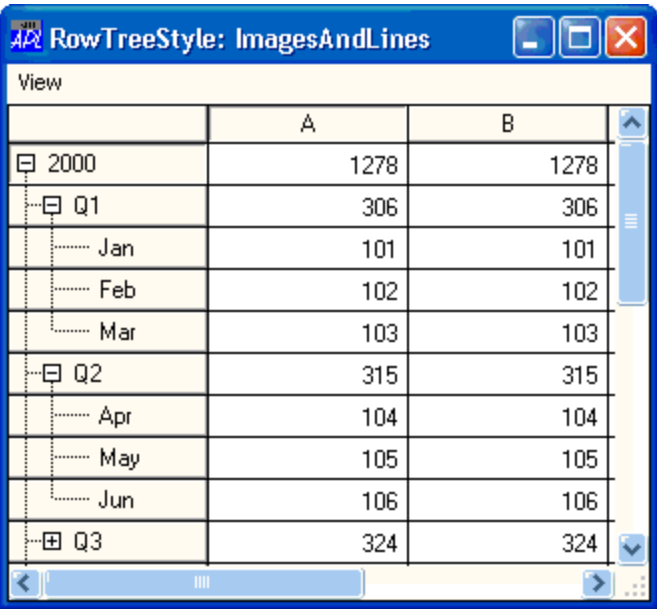 APL RowTreeStyle: ImagesAndLines
View
A B
2000 1278 1278
Q1 306 306
Jan 101 101
Feb 102 102
Mar 103 103
Q2 315 315
Apr 104 104
May 105 105
Jun 106 106
Q3 324 324